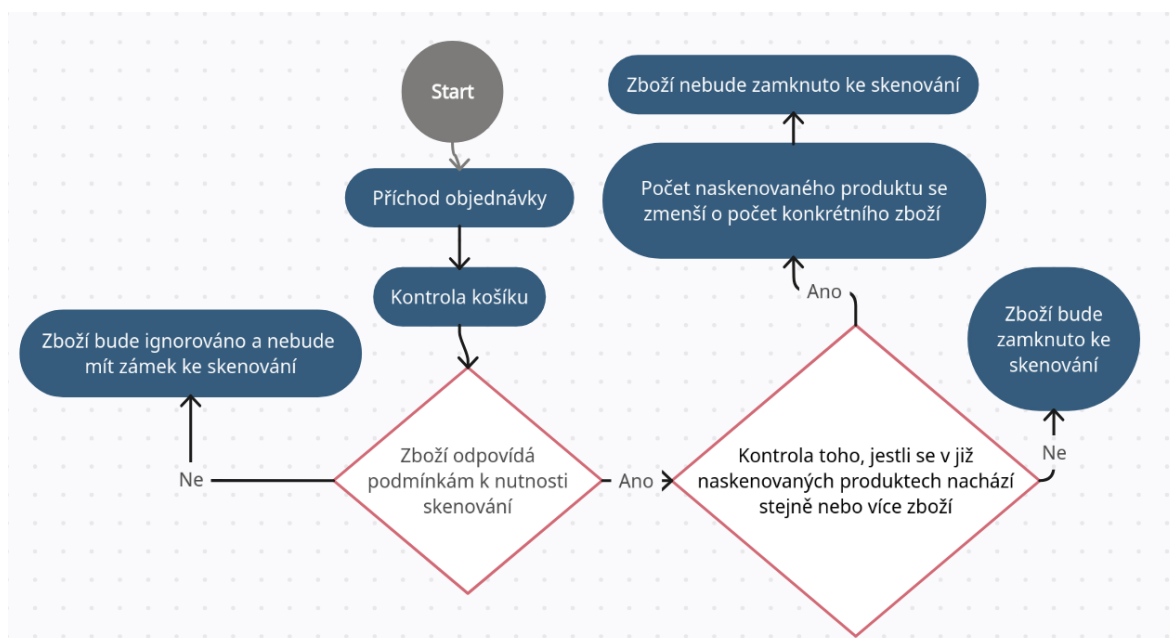 Start
Příchod objednávky
Kontrola košíku
Zboží odpovídá
podmínkám k nutnosti
skenování
Ne
Zboží bude ignorováno a nebude
mít zámek ke skenování
Ano
Kontrola toho, jestli se v již
naskenovaných produktech nachází
stejně nebo více zboží
Ano
Počet naskenovaného produktu se
zmenší o počet konkrétního zboží
Zboží nebude zamknuto ke skenování
Ne
Zboží bude
zamknuto ke
skenování